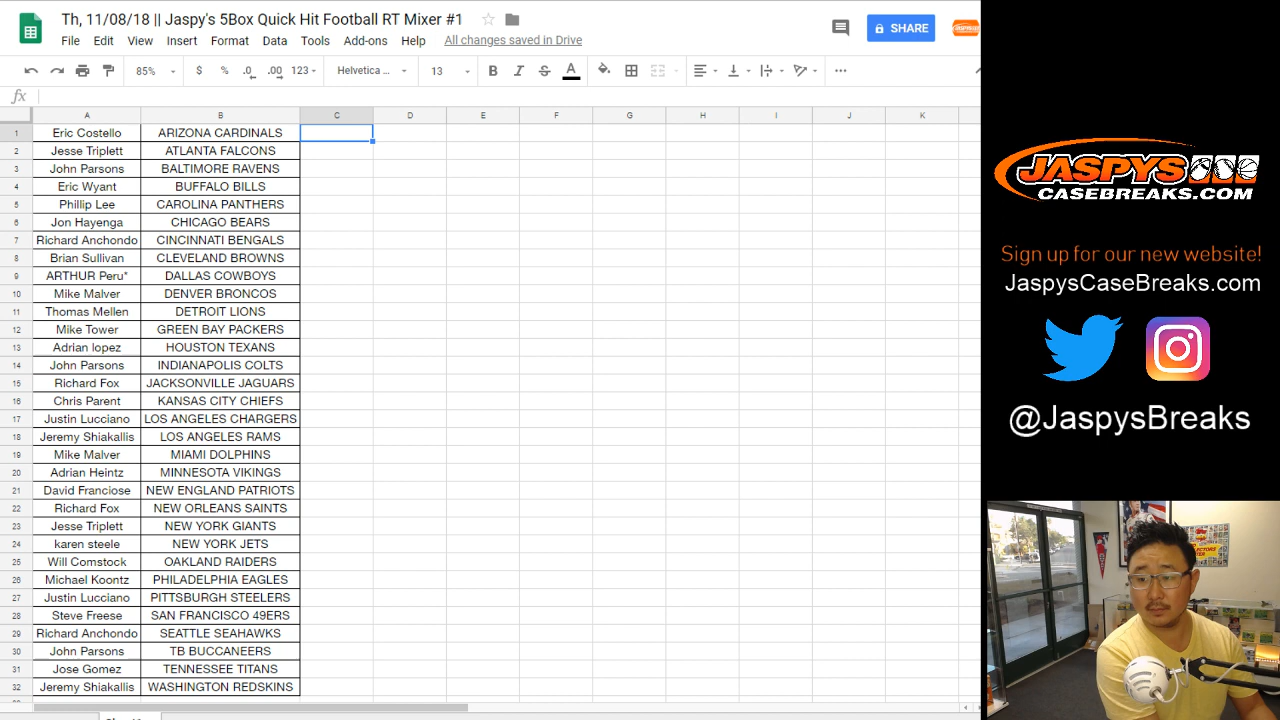 Th, 11/08/18 || Jaspy's 5Box Quick Hit Football RT Mixer #1
File Edit View Insert Format Data Tools Add-ons Help All changes saved in Drive
SHARE
85% $ % .0 .00 123 Helvetica ... 13 B I S A
fx
A B C D E F G H I J K
1 Eric Costello ARIZONA CARDINALS
2 Jesse Triplett ATLANTA FALCONS
3 John Parsons BALTIMORE RAVENS
4 Eric Wyant BUFFALO BILLS
5 Phillip Lee CAROLINA PANTHERS
6 Jon Hayenga CHICAGO BEARS
7 Richard Anchondo CINCINNATI BENGALS
8 Brian Sullivan CLEVELAND BROWNS
9 ARTHUR Peru* DALLAS COWBOYS
10 Mike Malver DENVER BRONCOS
11 Thomas Mellen DETROIT LIONS
12 Mike Tower GREEN BAY PACKERS
13 Adrian lopez HOUSTON TEXANS
14 John Parsons INDIANAPOLIS COLTS
15 Richard Fox JACKSONVILLE JAGUARS
16 Chris Parent KANSAS CITY CHIEFS
17 Justin Lucciano LOS ANGELES CHARGERS
18 Jeremy Shiakallis LOS ANGELES RAMS
19 Mike Malver MIAMI DOLPHINS
20 Adrian Heintz MINNESOTA VIKINGS
21 David Franciose NEW ENGLAND PATRIOTS
22 Richard Fox NEW ORLEANS SAINTS
23 Jesse Triplett NEW YORK GIANTS
24 karen steele NEW YORK JETS
25 Will Comstock OAKLAND RAIDERS
26 Michael Koontz PHILADELPHIA EAGLES
27 Justin Lucciano PITTSBURGH STEELERS
28 Steve Freese SAN FRANCISCO 49ERS
29 Richard Anchondo SEATTLE SEAHAWKS
30 John Parsons TB BUCCANEERS
31 Jose Gomez TENNESSEE TITANS
32 Jeremy Shiakallis WASHINGTON REDSKINS
JASPYS
CASEBREAKS.COM
Sign up for our new website!
JaspysCaseBreaks.com
@JaspysBreaks